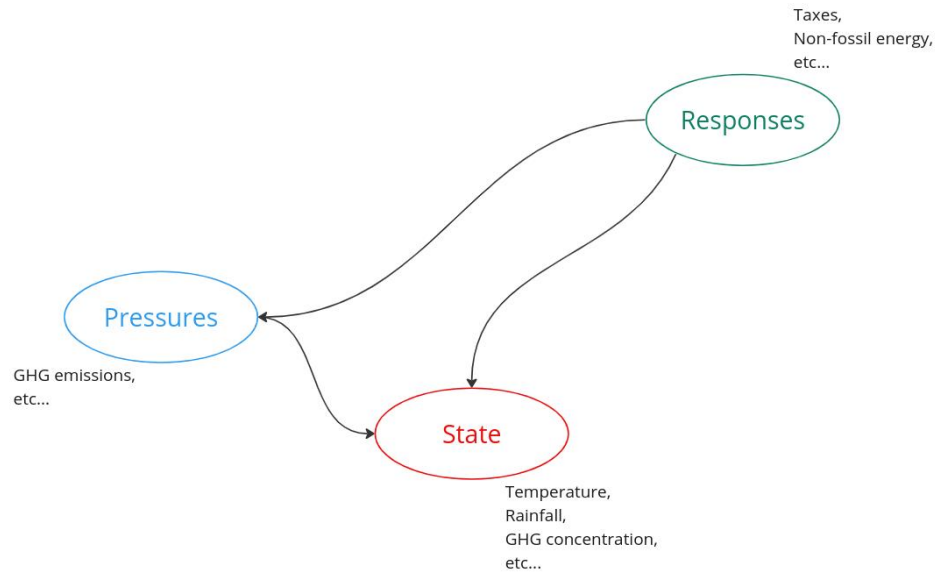 Taxes,
Non-fossil energy,
etc...
Responses
Pressures
GHG emissions,
etc...
State
Temperature,
Rainfall,
GHG concentration,
etc...